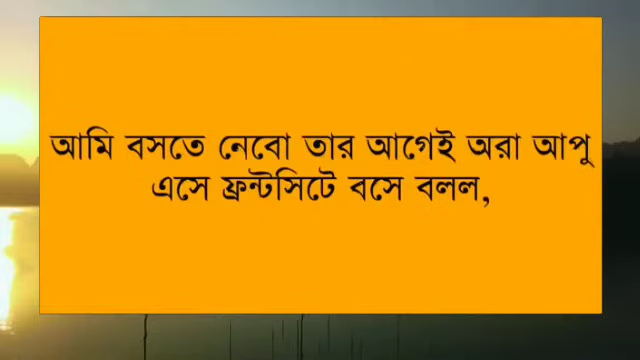 আমি বসতে নেবো তার আগেই অরা আপু
এসে ফ্রন্টসিটে বসে বলল,